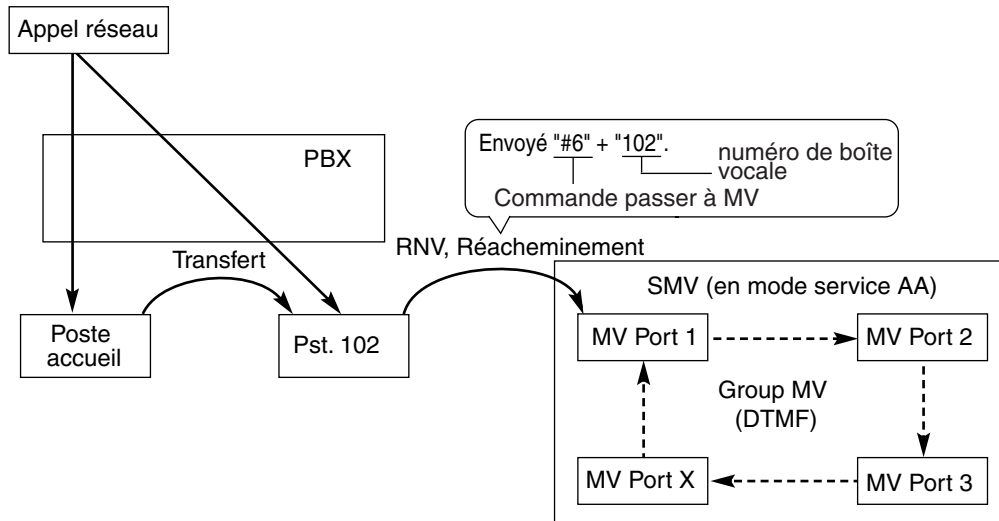 Appel réseau
PBX
Envoyé "#6" + "102".
numéro de boîte
vocale
Commande passer à MV
Transfert
RNV, Réacheminement
SMV (en mode service AA)
Poste
accueil
Pst. 102
MV Port 1
MV Port 2
Group MV
(DTMF)
MV Port X
MV Port 3